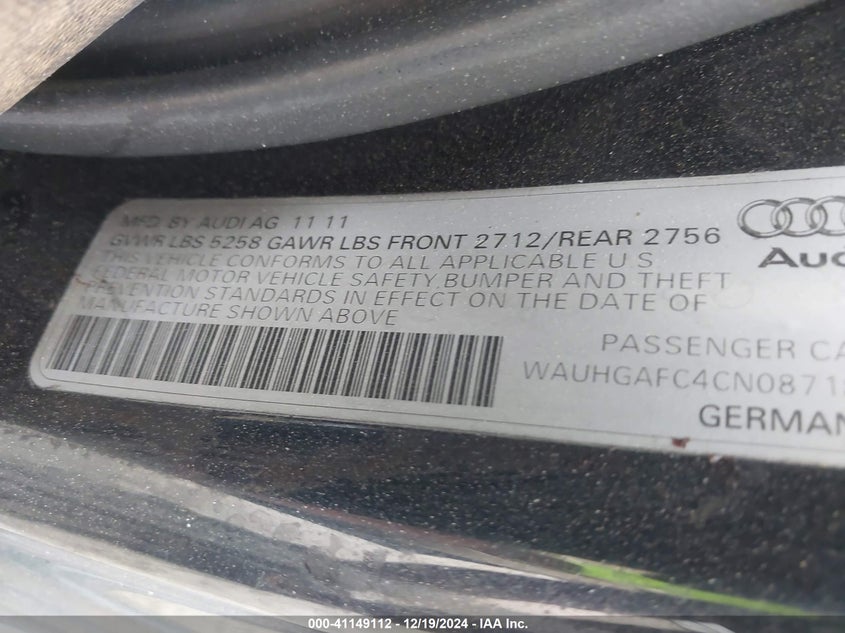 MFD. BY AUDI AG 11 11
GVWR LBS 5258 GAWR LBS FRONT 2712/REAR 2756
THIS VEHICLE CONFORMS TO ALL APPLICABLE U S
FEDERAL MOTOR VEHICLE SAFETY, BUMPER AND THEFT
PREVENTION STANDARDS IN EFFECT ON THE DATE OF
MANUFACTURE SHOWN ABOVE
Aud
PASSENGER CA
WAUHGAFC4CN0871
GERMAN
000-41149112 - 12/19/2024 - IAA Inc.